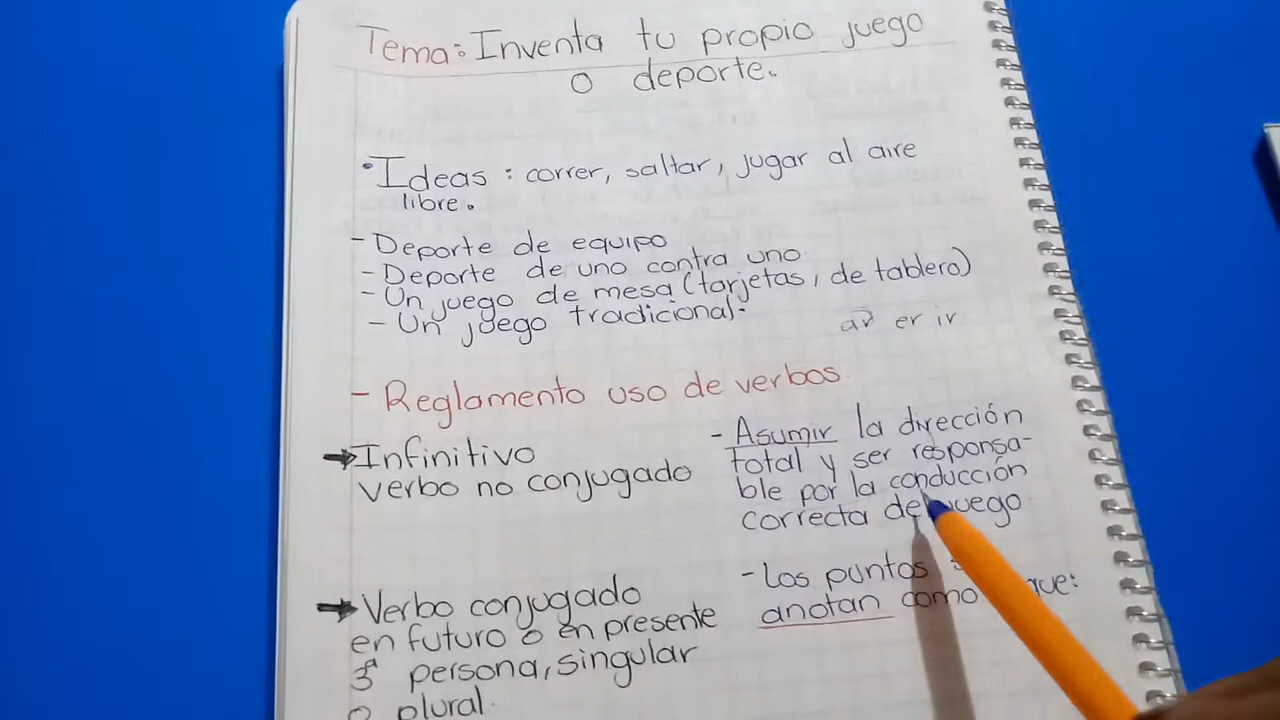 Tema: Inventa tu propio juego
o deporte.
•Ideas : correr, saltar, jugar al aire
libre.
- Deporte de equipo
- Deporte de uno contra uno
- Un juego de mesa (tarjetas, de tablero)
- Un juego tradicional.
ar er ir
- Reglamento uso de verbos
→Infinitivo
verbo no conjugado
- Asumir la dirección
total y ser responsa-
ble por la conducción
correcta del juego.
→Verbo conjugado
en futuro o en presente
3ª persona, singular
o plural.
- Los puntos
anotan como